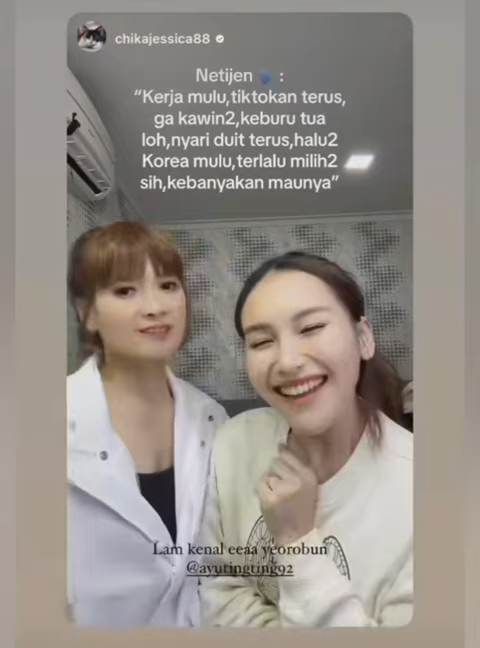 chikajessica88
Netijen 🗣️ :
"Kerja mulu,tiktokan terus,
ga kawin2,keburu tua
loh,nyari duit terus,halu2
Korea mulu,terlalu milih2
sih,kebanyakan maunya"
Lam kenal eeaa yeorobun
@ayutingting92